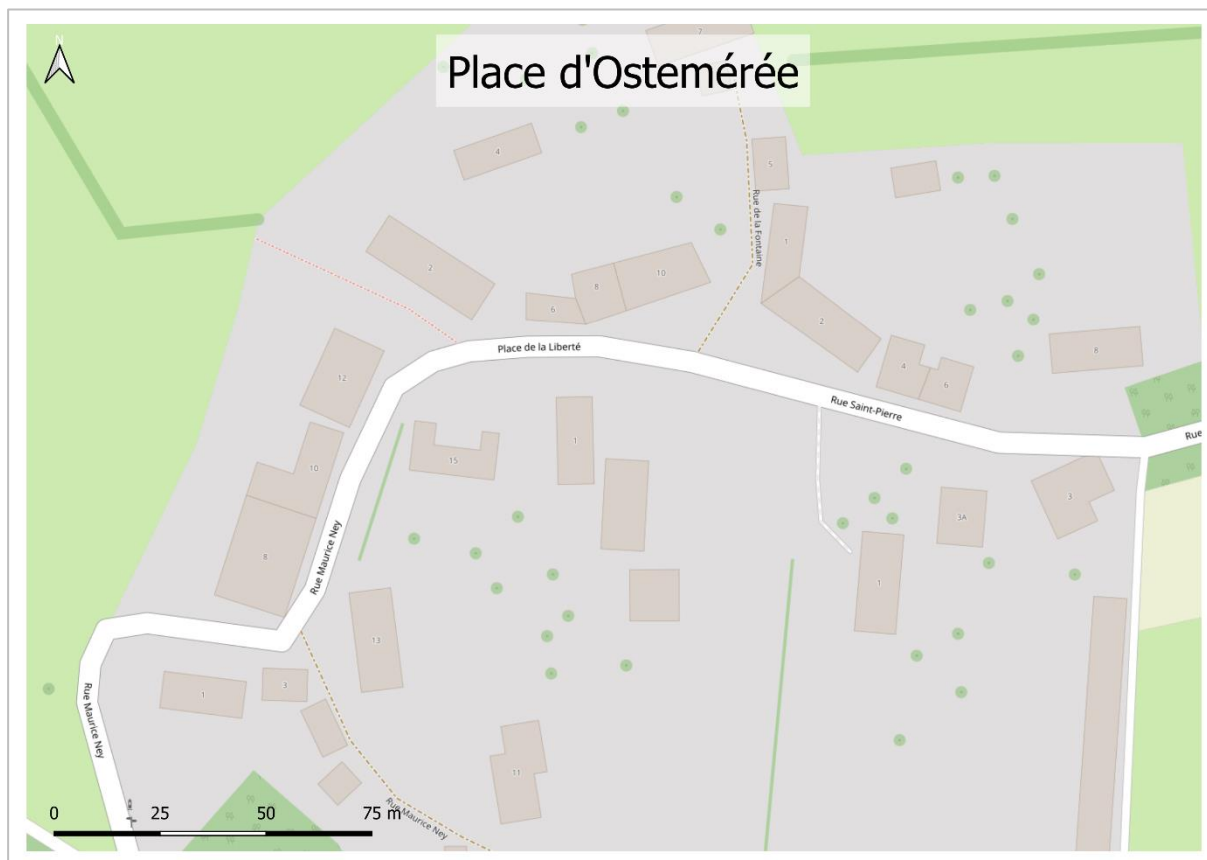 N
Place d'Ostemérée
7
4
5
Rue de la Fontaine
1
2
10
8
6
2
Place de la Liberté
12
4
6
8
Rue Saint-Pierre
Rue
1
15
10
3
3A
8
Rue Maurice Ney
1
13
3
1
Rue Maurice Ney
11
Rue Maurice Ney
0 25 50 75 m